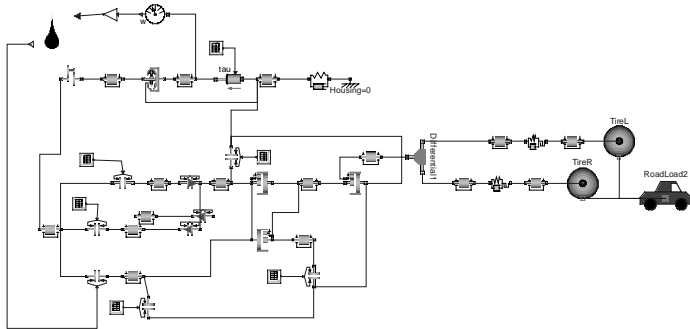 w
tau
Housing=0
Differential1
TireL
TireR
RoadLoad2